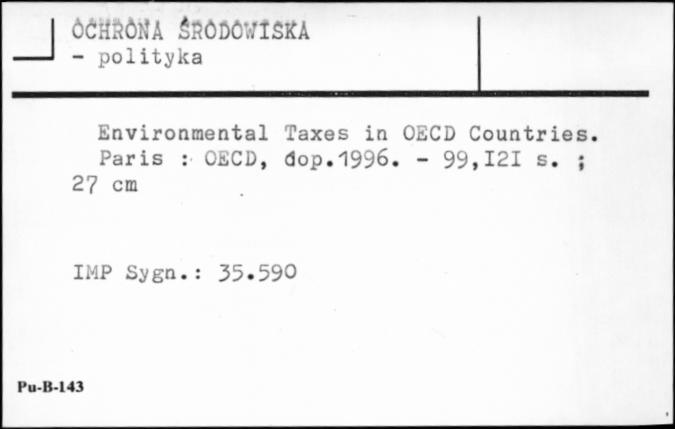 OCHRONA ŚRODOWISKA
- polityka
Environmental Taxes in OECD Countries.
Paris : OECD, dop.1996. - 99,I2I s. ;
27 cm
IMP Sygn.: 35.590
Pu-B-143